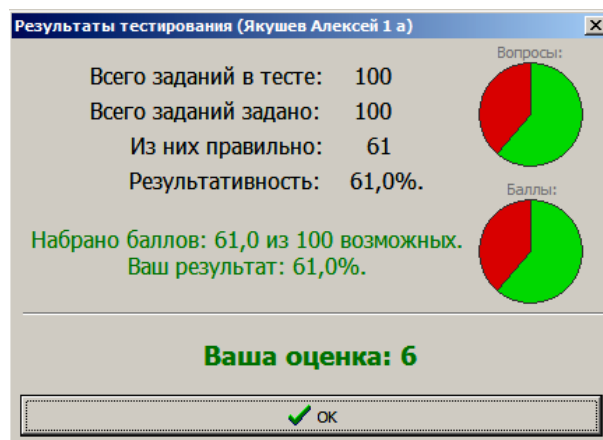 Результаты тестирования (Якушев Алексей 1 а)
Вопросы:
Всего заданий в тесте: 100
Всего заданий задано: 100
Из них правильно: 61
Результативность: 61,0%.
Баллы:
Набрано баллов: 61,0 из 100 возможных.
Ваш результат: 61,0%.
Ваша оценка: 6
ОК